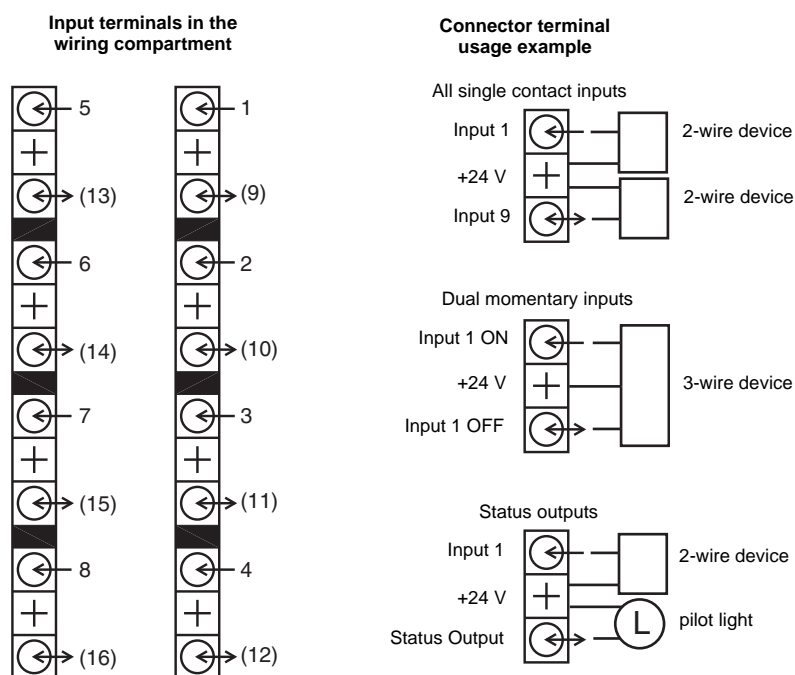 Input terminals in the
wiring compartment
5
+
(13)
6
+
(14)
7
+
(15)
8
+
(16)
1
+
(9)
2
+
(10)
3
+
(11)
4
+
(12)
Connector terminal
usage example
All single contact inputs
Input 1
2-wire device
+24 V
+
2-wire device
Input 9
Dual momentary inputs
Input 1 ON
+24 V
+
3-wire device
Input 1 OFF
Status outputs
Input 1
2-wire device
+24 V
+
L
pilot light
Status Output